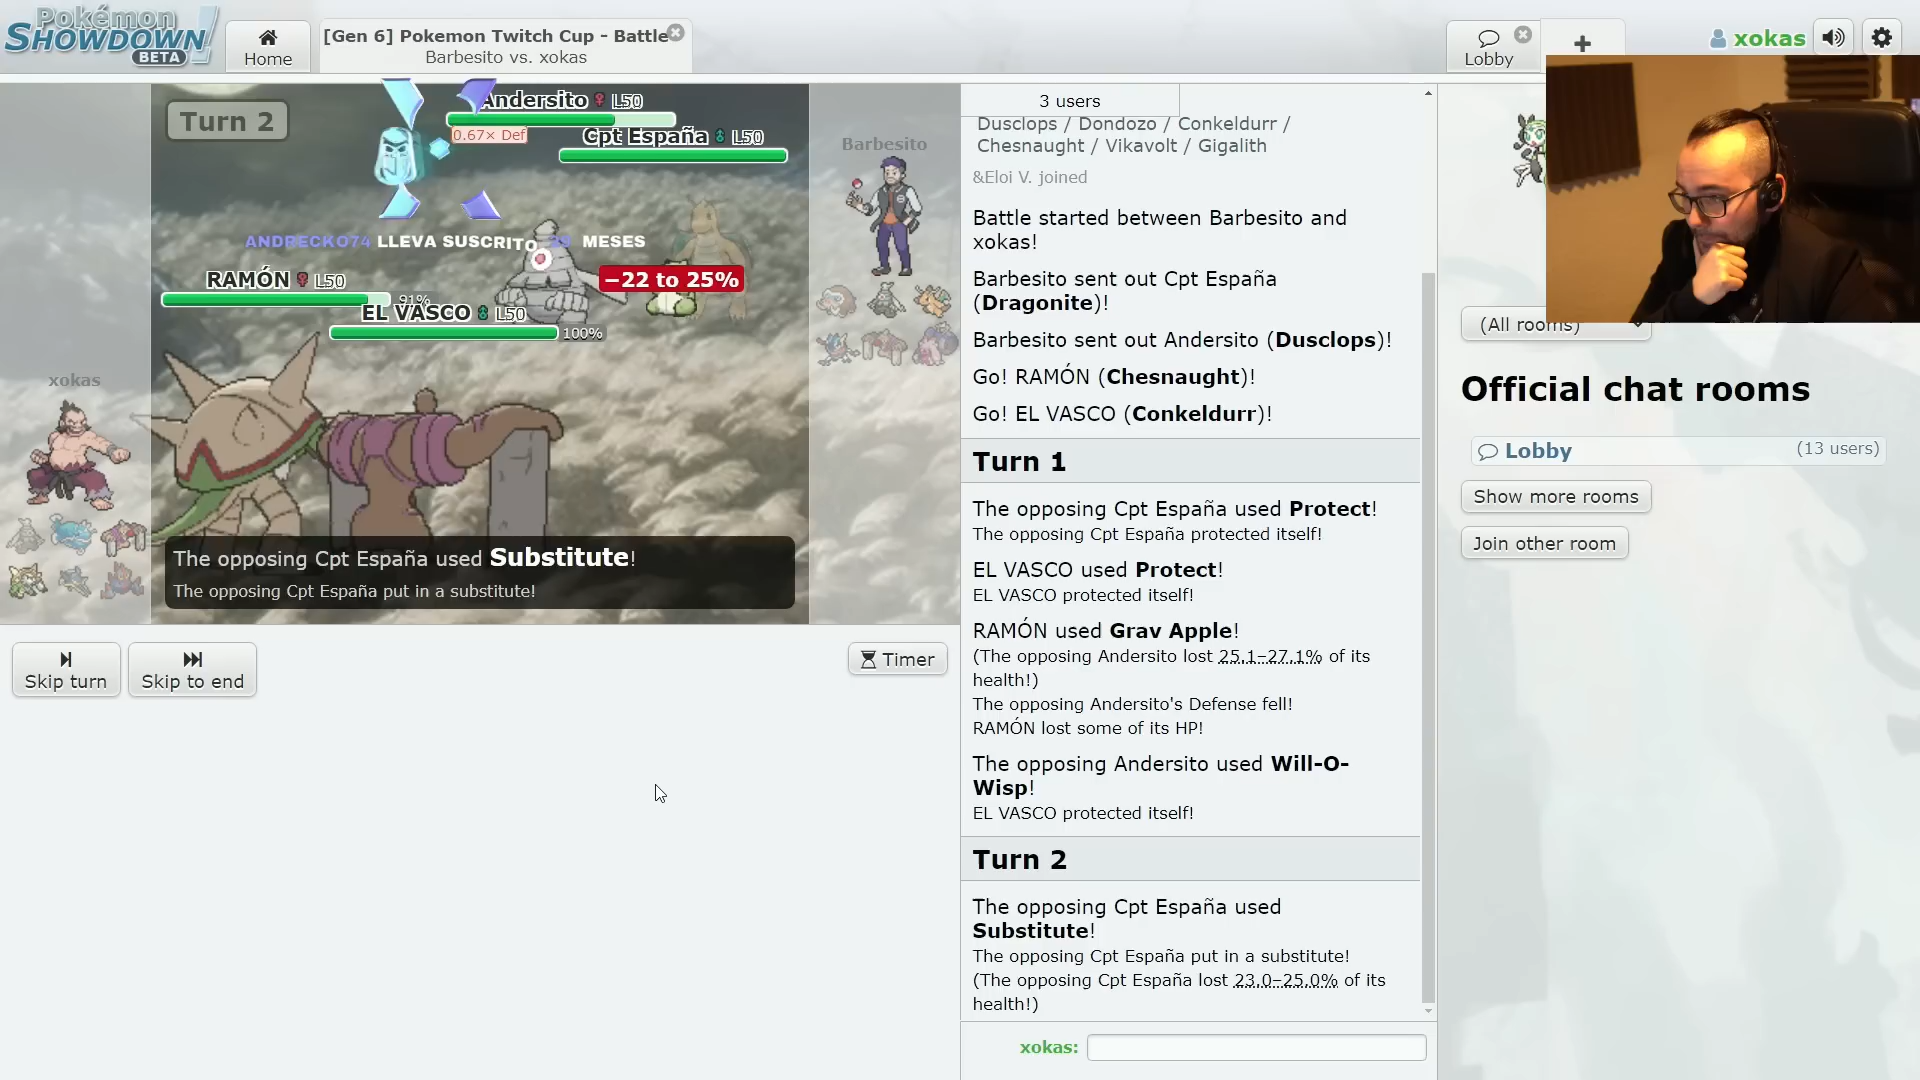 Pokémon
SHOWDOWN!
BETA
Home
[Gen 6] Pokemon Twitch Cup - Battle
Barbesito vs. xokas
Lobby
xokas
Turn 2
Andersito L50
0.67× Def
Cpt España L50
ANDRECKO74 LLEVA SUSCRITO MESES
−22 to 25%
RAMÓN L50
91%
EL VASCO L50
100%
Barbesito
xokas
The opposing Cpt España used Substitute!
The opposing Cpt España put in a substitute!
Skip turn
Skip to end
Timer
3 users
Dusclops / Dondozo / Conkeldurr /
Chesnaught / Vikavolt / Gigalith
&Eloi V. joined
Battle started between Barbesito and
xokas!
Barbesito sent out Cpt España
(Dragonite)!
Barbesito sent out Andersito (Dusclops)!
Go! RAMÓN (Chesnaught)!
Go! EL VASCO (Conkeldurr)!
Turn 1
The opposing Cpt España used Protect!
The opposing Cpt España protected itself!
EL VASCO used Protect!
EL VASCO protected itself!
RAMÓN used Grav Apple!
(The opposing Andersito lost 25.1–27.1% of its
health!)
The opposing Andersito's Defense fell!
RAMÓN lost some of its HP!
The opposing Andersito used Will-O-
Wisp!
EL VASCO protected itself!
Turn 2
The opposing Cpt España used
Substitute!
The opposing Cpt España put in a substitute!
(The opposing Cpt España lost 23.0–25.0% of its
health!)
xokas:
(All rooms)
Official chat rooms
Lobby (13 users)
Show more rooms
Join other room